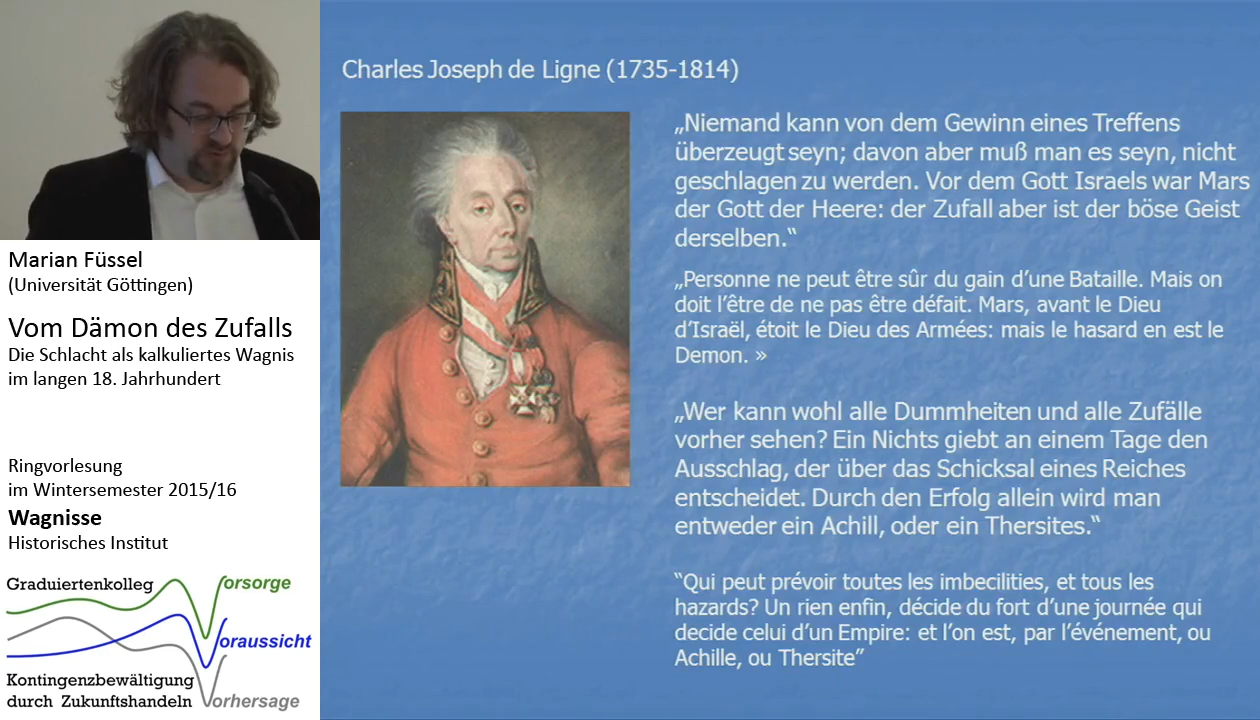 Marian Füssel
(Universität Göttingen)
Vom Dämon des Zufalls
Die Schlacht als kalkuliertes Wagnis
im langen 18. Jahrhundert
Ringvorlesung
im Wintersemester 2015/16
Wagnisse
Historisches Institut
Graduiertenkolleg
Vorsorge
Voraussicht
Kontingenzbewältigung
durch Zukunftshandeln
Vorhersage
Charles Joseph de Ligne (1735-1814)
„Niemand kann von dem Gewinn eines Treffens
überzeugt seyn; davon aber muß man es seyn, nicht
geschlagen zu werden. Vor dem Gott Israels war Mars
der Gott der Heere: der Zufall aber ist der böse Geist
derselben.“
„Personne ne peut être sûr du gain d’une Bataille. Mais on
doit l’être de ne pas être défait. Mars, avant le Dieu
d’Israël, étoit le Dieu des Armées: mais le hasard en est le
Demon. »
„Wer kann wohl alle Dummheiten und alle Zufälle
vorher sehen? Ein Nichts giebt an einem Tage den
Ausschlag, der über das Schicksal eines Reiches
entscheidet. Durch den Erfolg allein wird man
entweder ein Achill, oder ein Thersites.“
“Qui peut prévoir toutes les imbecilities, et tous les
hazards? Un rien enfin, décide du fort d’une journée qui
decide celui d’un Empire: et l’on est, par l’événement, ou
Achille, ou Thersite”